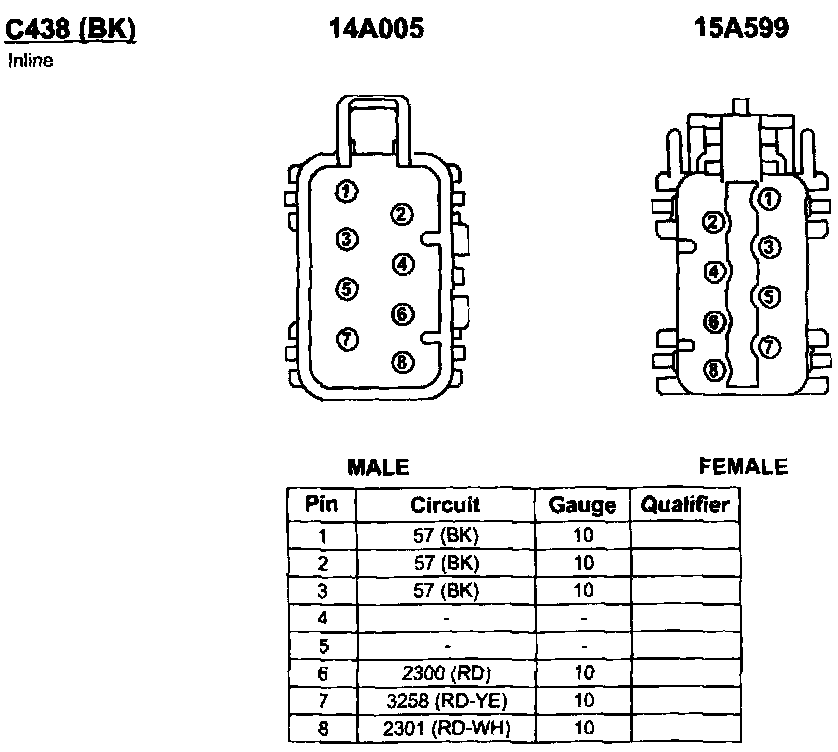 C438 (BK) 14A005 15A599
Inline
1 2 3 4 5 6 7 8
1 2 3 4 5 6 7 8
MALE FEMALE
Pin Circuit Gauge Qualifier
1 57 (BK) 10
2 57 (BK) 10
3 57 (BK) 10
4 - -
5 - -
6 2300 (RD) 10
7 3258 (RD-YE) 10
8 2301 (RD-WH) 10